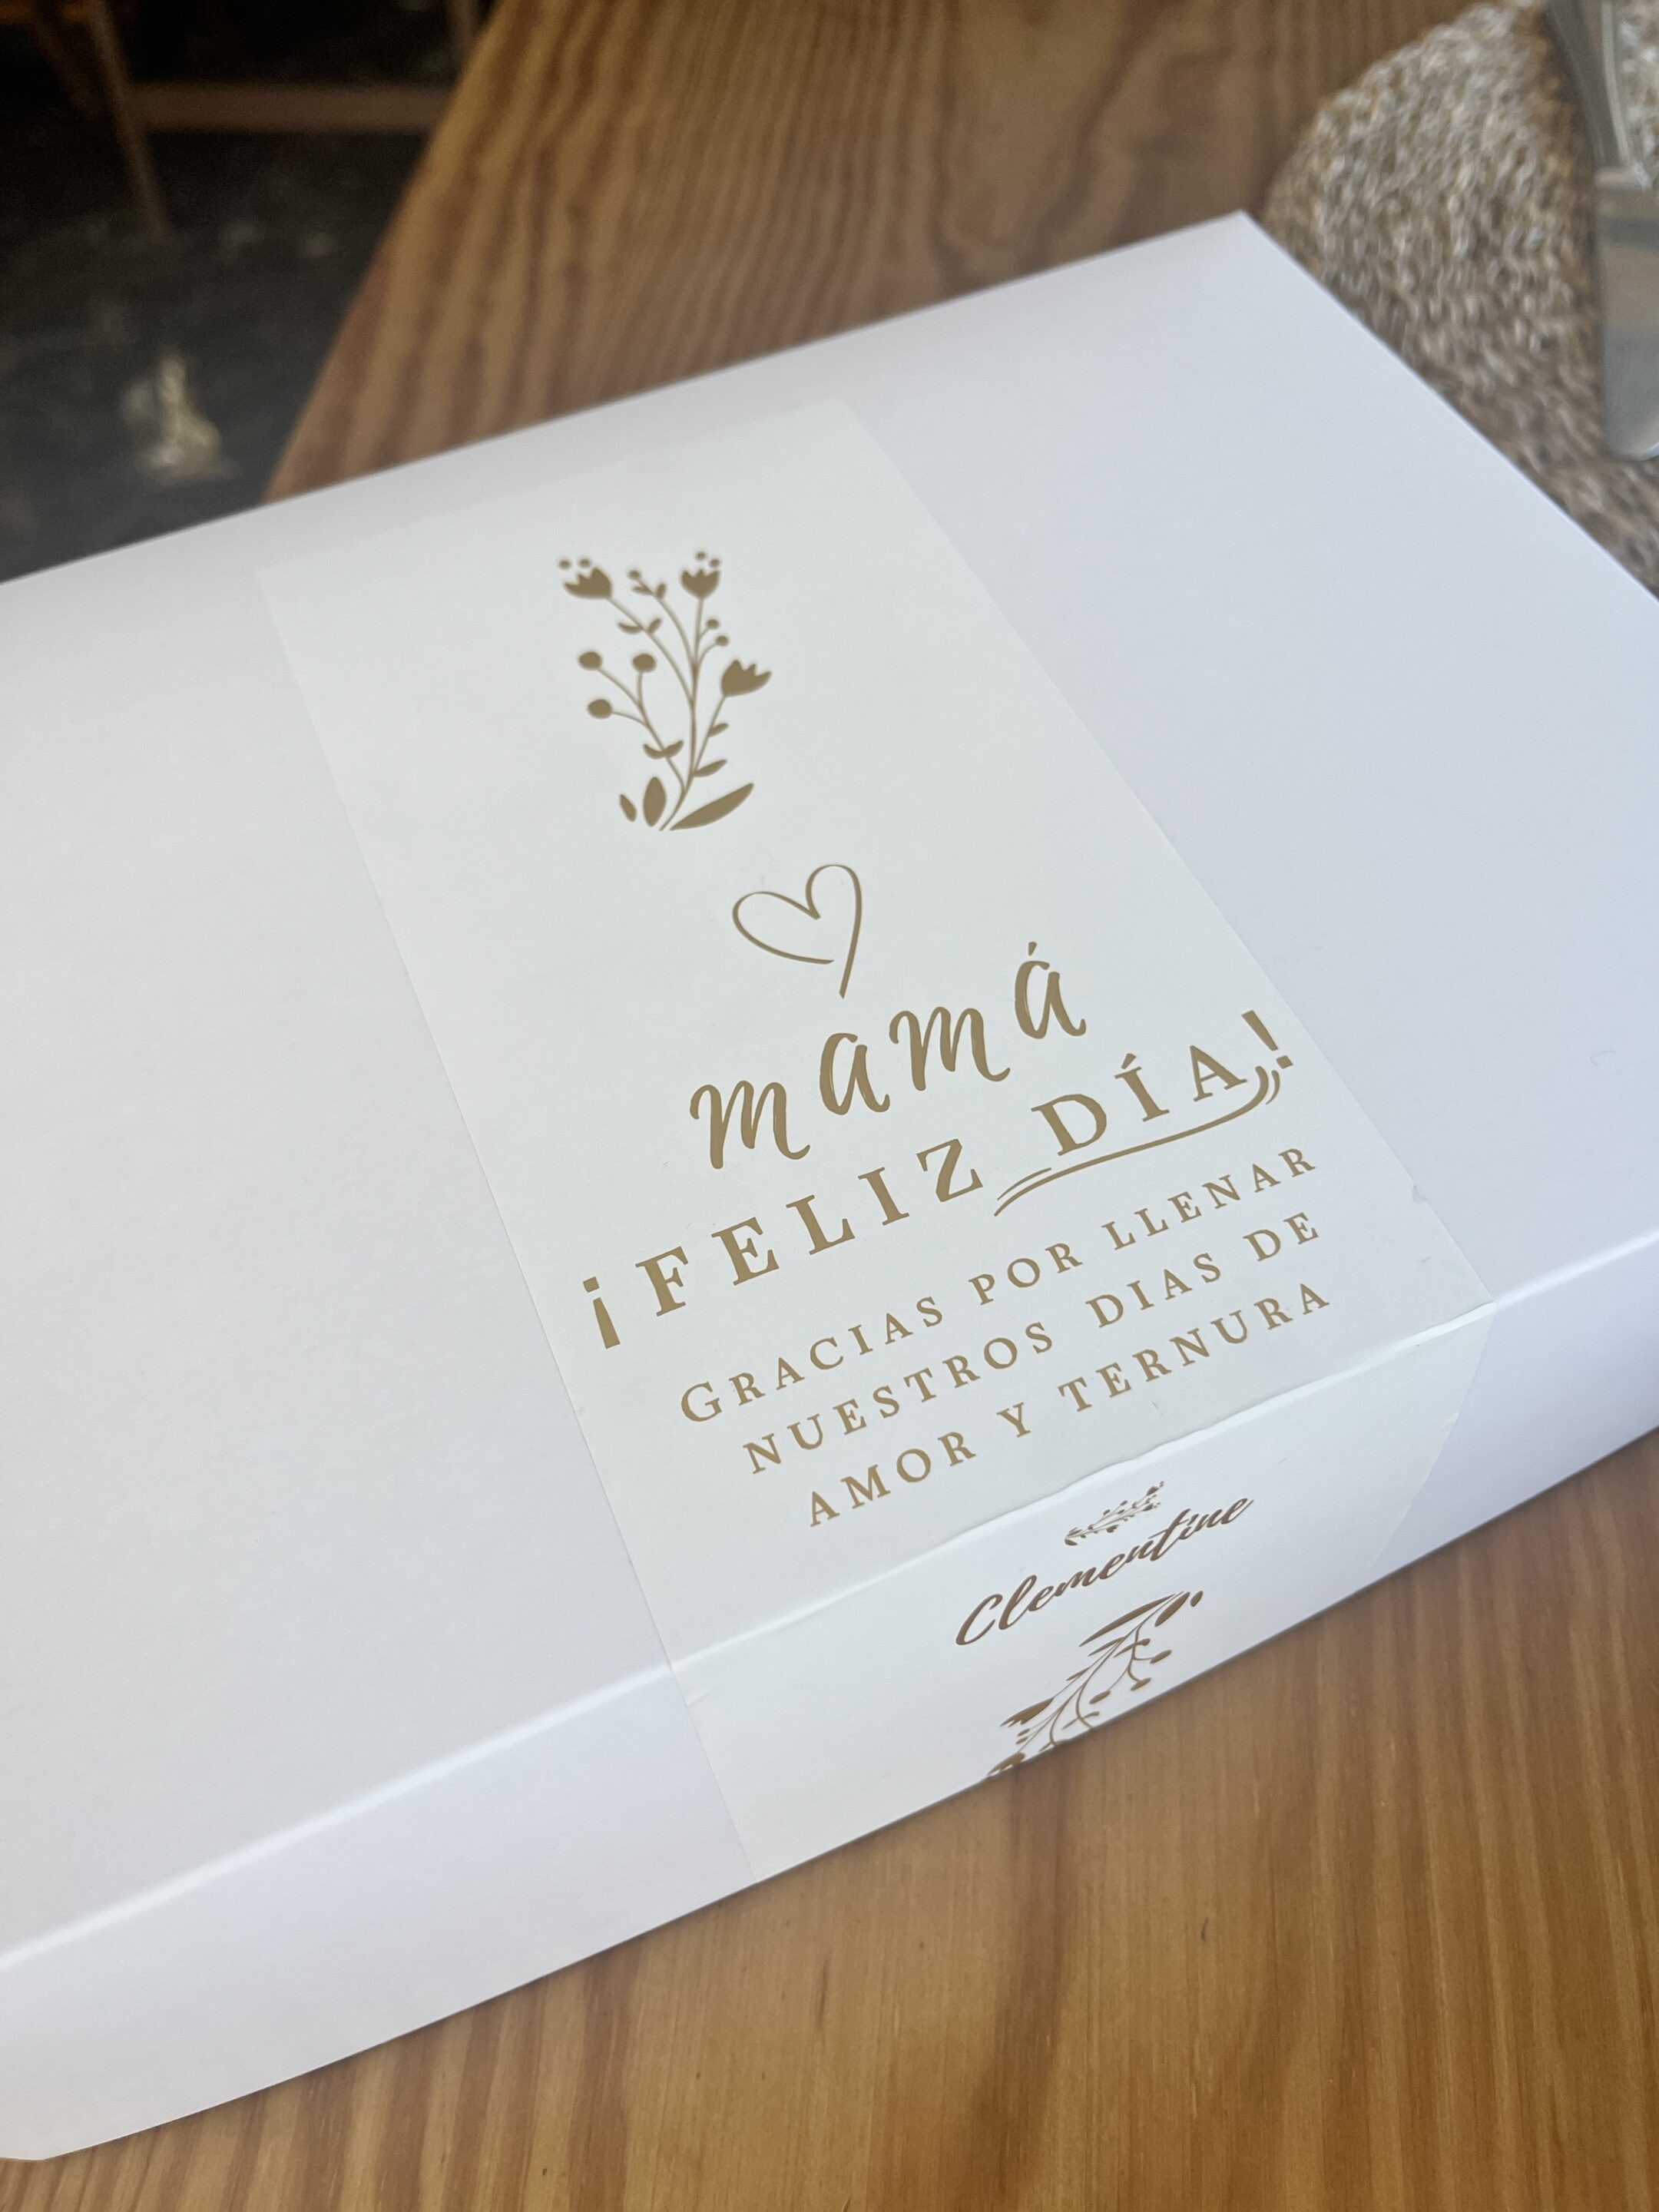 mamá
¡FELIZ DÍA!
GRACIAS POR LLENAR
NUESTROS DIAS DE
AMOR Y TERNURA
Clementine